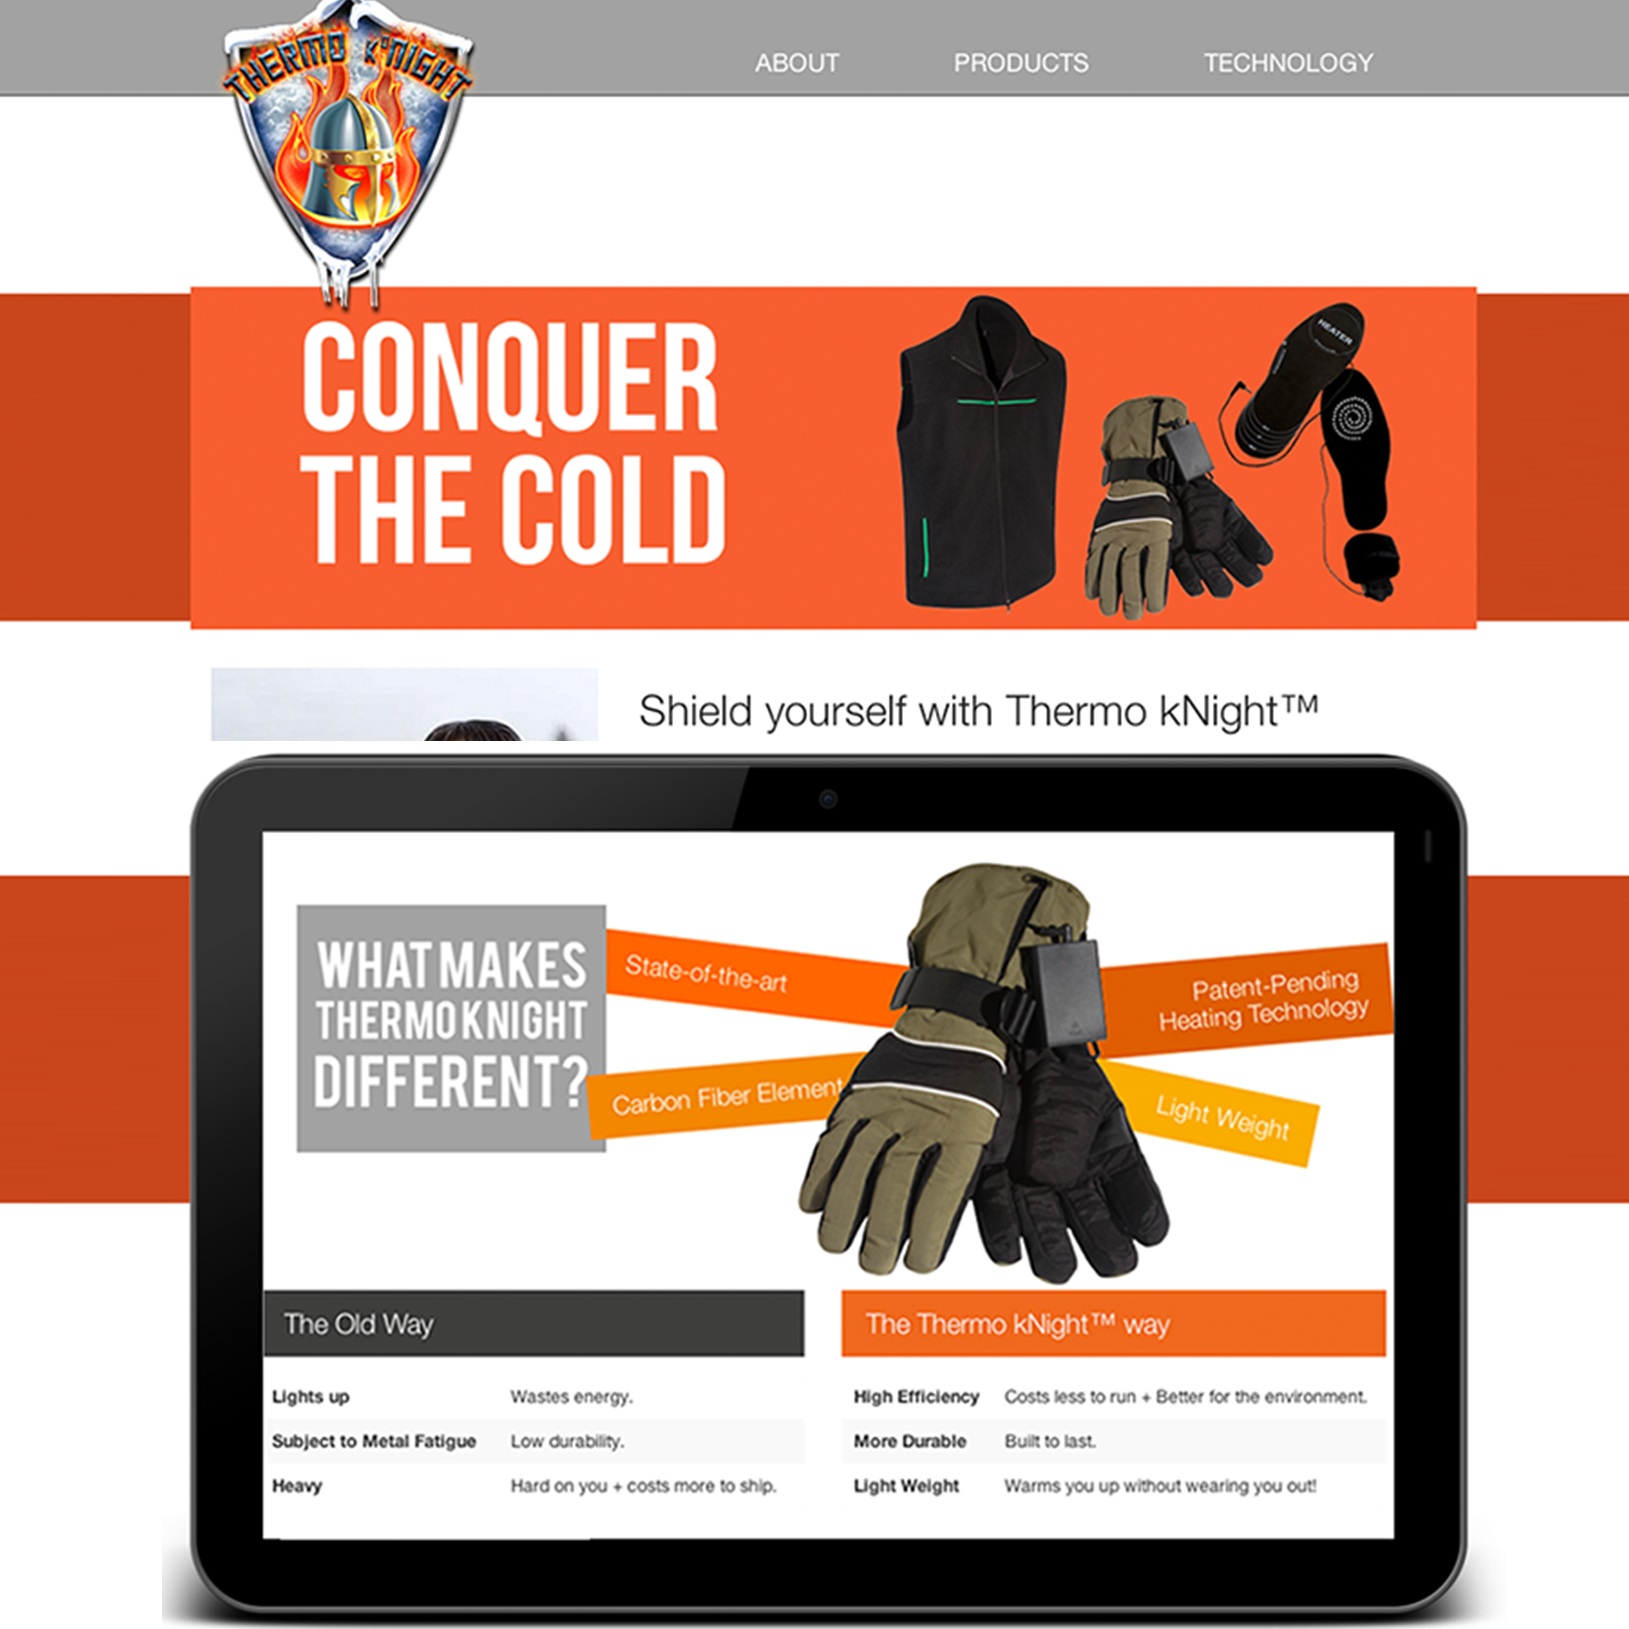 THERMO K°NIGHT
ABOUT PRODUCTS TECHNOLOGY
CONQUER
THE COLD
HEATER
Shield yourself with Thermo kNight™
WHAT MAKES
THERMO KNIGHT
DIFFERENT?
State-of-the-art
Carbon Fiber Element
Patent-Pending
Heating Technology
Light Weight
The Old Way
Lights up Wastes energy.
Subject to Metal Fatigue Low durability.
Heavy Hard on you + costs more to ship.
The Thermo kNight™ way
High Efficiency Costs less to run + Better for the environment.
More Durable Built to last.
Light Weight Warms you up without wearing you out!